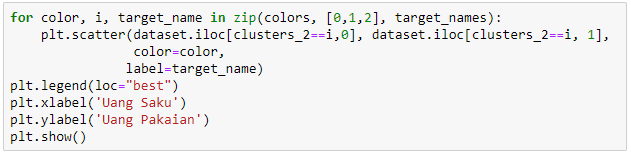 for color, i, target_name in zip(colors, [0,1,2], target_names):
    plt.scatter(dataset.iloc[clusters_2==i,0], dataset.iloc[clusters_2==i, 1],
                color=color,
               label=target_name)
plt.legend(loc="best")
plt.xlabel('Uang Saku')
plt.ylabel('Uang Pakaian')
plt.show()